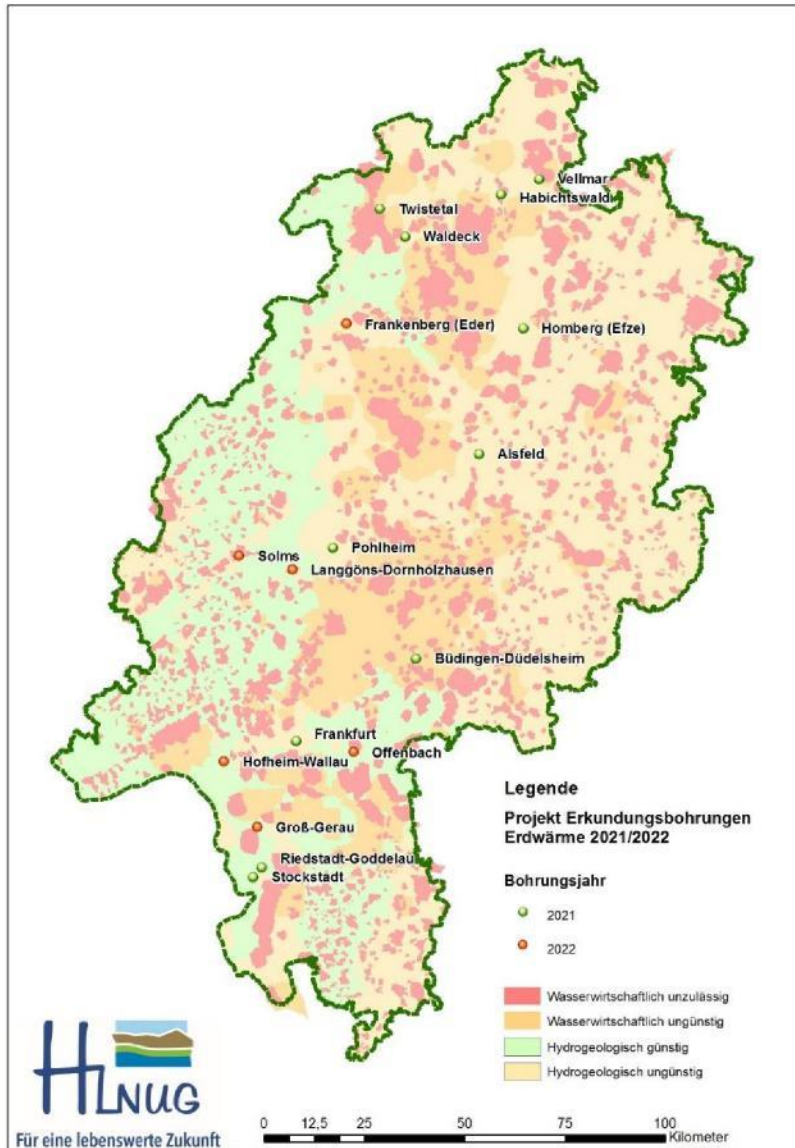 Vellmar
Habichtswald
Twistetal
Waldeck
Frankenberg (Eder)
Homberg (Efze)
Alsfeld
Pohlheim
Solms
Langgöns-Dornholzhausen
Büdingen-Düdelsheim
Frankfurt
Offenbach
Hofheim-Wallau
Groß-Gerau
Riedstadt-Goddelau
Stockstadt
Legende
Projekt Erkundungsbohrungen
Erdwärme 2021/2022
Bohrungsjahr
2021
2022
Wasserwirtschaftlich unzulässig
Wasserwirtschaftlich ungünstig
Hydrogeologisch günstig
Hydrogeologisch ungünstig
HLNUG
Für eine lebenswerte Zukunft
0 12,5 25 50 75 100
Kilometer